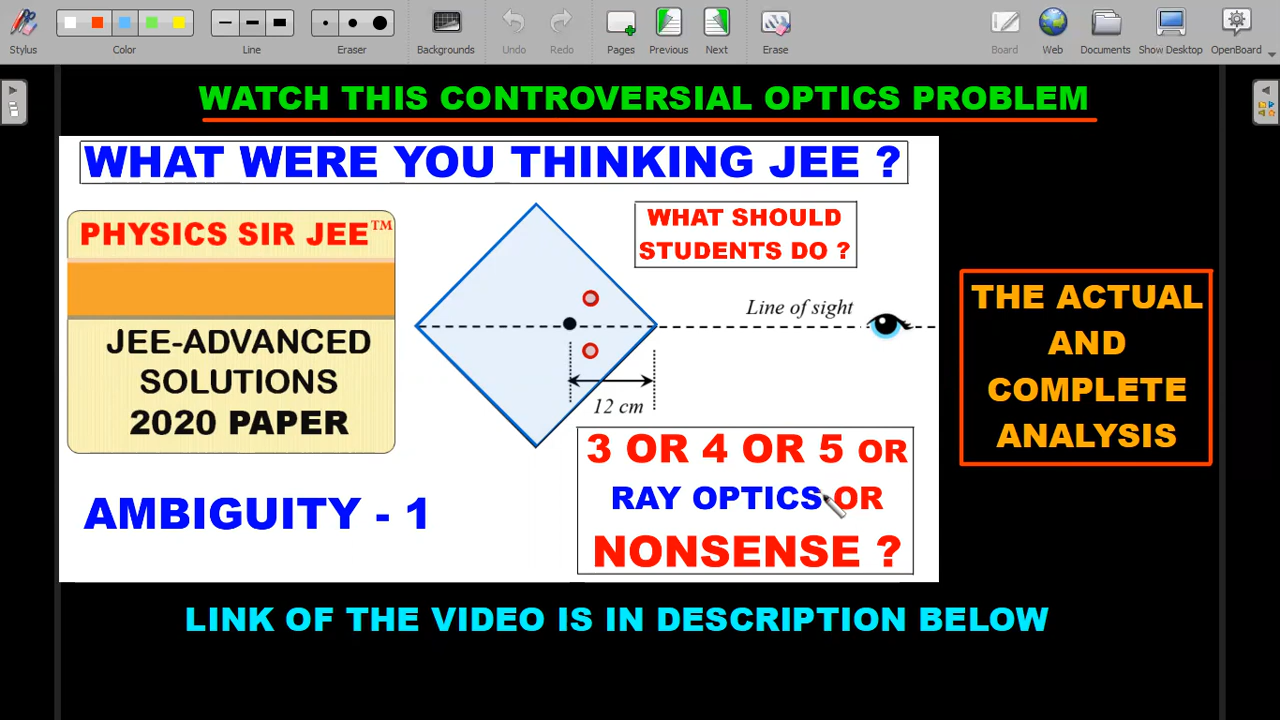 Stylus
Color
Line
Eraser
Backgrounds
Undo
Redo
Pages
Previous
Next
Erase
Board
Web
Documents
Show Desktop
OpenBoard
WATCH THIS CONTROVERSIAL OPTICS PROBLEM
WHAT WERE YOU THINKING JEE ?
PHYSICS SIR JEE™
JEE-ADVANCED
SOLUTIONS
2020 PAPER
AMBIGUITY - 1
WHAT SHOULD
STUDENTS DO ?
Line of sight
12 cm
3 OR 4 OR 5 OR
RAY OPTICS OR
NONSENSE ?
THE ACTUAL
AND
COMPLETE
ANALYSIS
LINK OF THE VIDEO IS IN DESCRIPTION BELOW